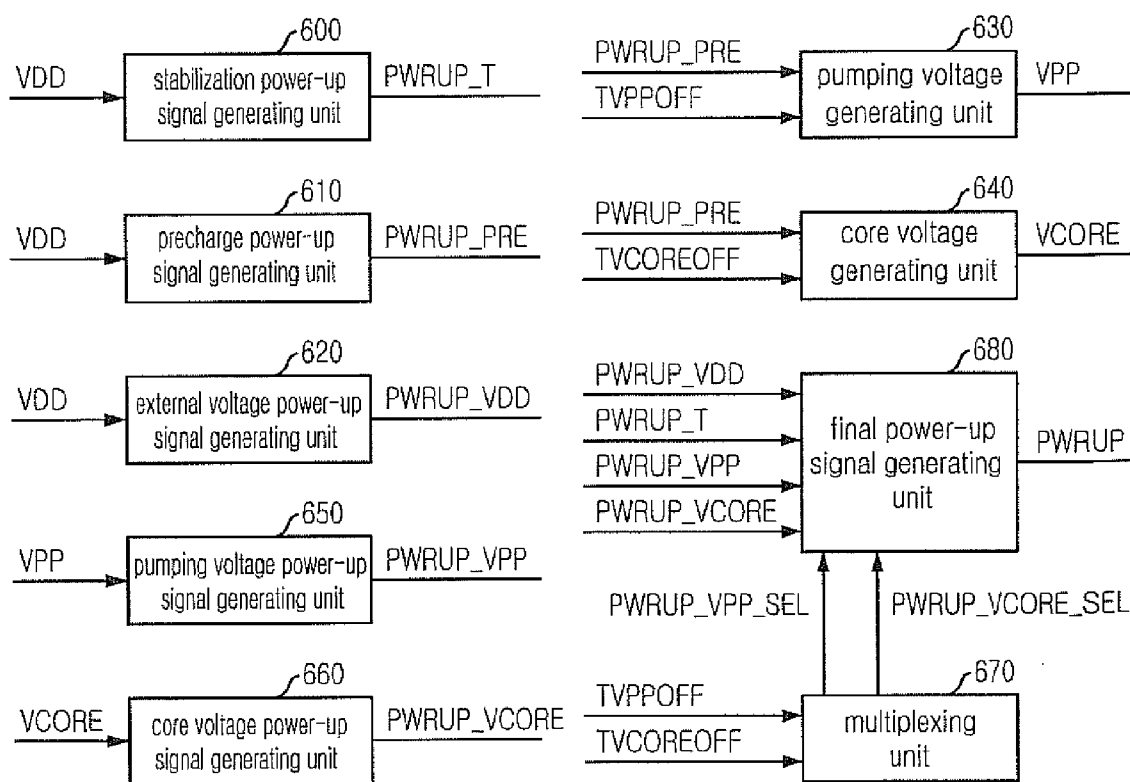 600
VDD
stabilization power-up
signal generating unit
PWRUP_T
610
VDD
precharge power-up
signal generating unit
PWRUP_PRE
620
VDD
external voltage power-up
signal generating unit
PWRUP_VDD
650
VPP
pumping voltage power-up
signal generating unit
PWRUP_VPP
660
VCORE
core voltage power-up
signal generating unit
PWRUP_VCORE
630
PWRUP_PRE
TVPPOFF
pumping voltage
generating unit
VPP
640
PWRUP_PRE
TVCOREOFF
core voltage
generating unit
VCORE
680
PWRUP_VDD
PWRUP_T
PWRUP_VPP
PWRUP_VCORE
final power-up
signal generating
unit
PWRUP
PWRUP_VPP_SEL
PWRUP_VCORE_SEL
670
TVPPOFF
TVCOREOFF
multiplexing
unit